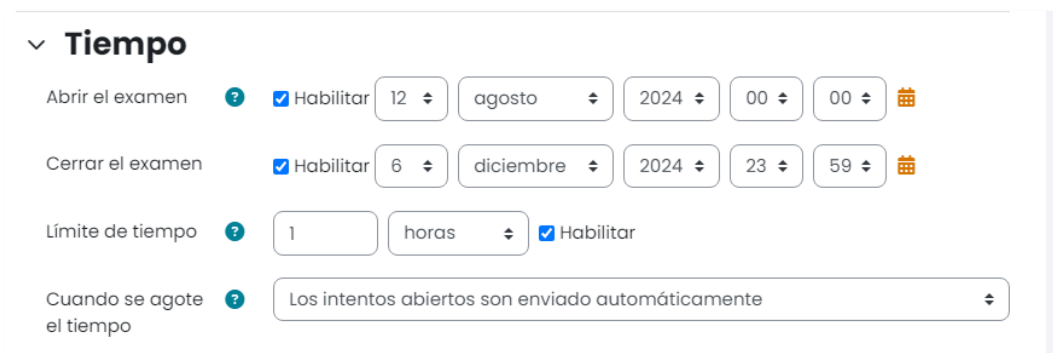 Tiempo
Abrir el examen ? Habilitar 12 agosto 2024 00 00
Cerrar el examen Habilitar 6 diciembre 2024 23 59
Límite de tiempo ? 1 horas Habilitar
Cuando se agote ? Los intentos abiertos son enviado automáticamente
el tiempo